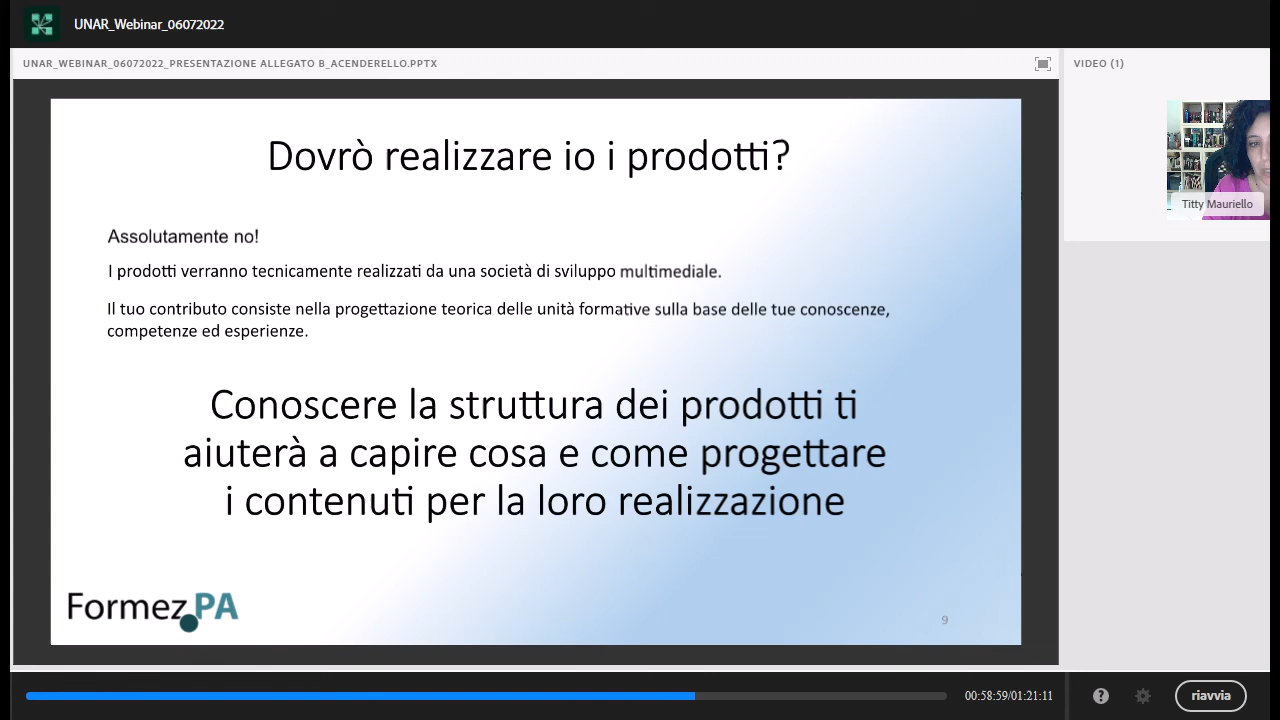 UNAR_Webinar_06072022
UNAR_WEBINAR_06072022_PRESENTAZIONE ALLEGATO B_ACENDERELLO.PPTX
VIDEO (1)
Dovrò realizzare io i prodotti?
Assolutamente no!
I prodotti verranno tecnicamente realizzati da una società di sviluppo multimediale.
Il tuo contributo consiste nella progettazione teorica delle unità formative sulla base delle tue conoscenze,
competenze ed esperienze.
Conoscere la struttura dei prodotti ti
aiuterà a capire cosa e come progettare
i contenuti per la loro realizzazione
Formez.PA
9
Titty Mauriello
00:58:59/01:21:11
?
riavvia